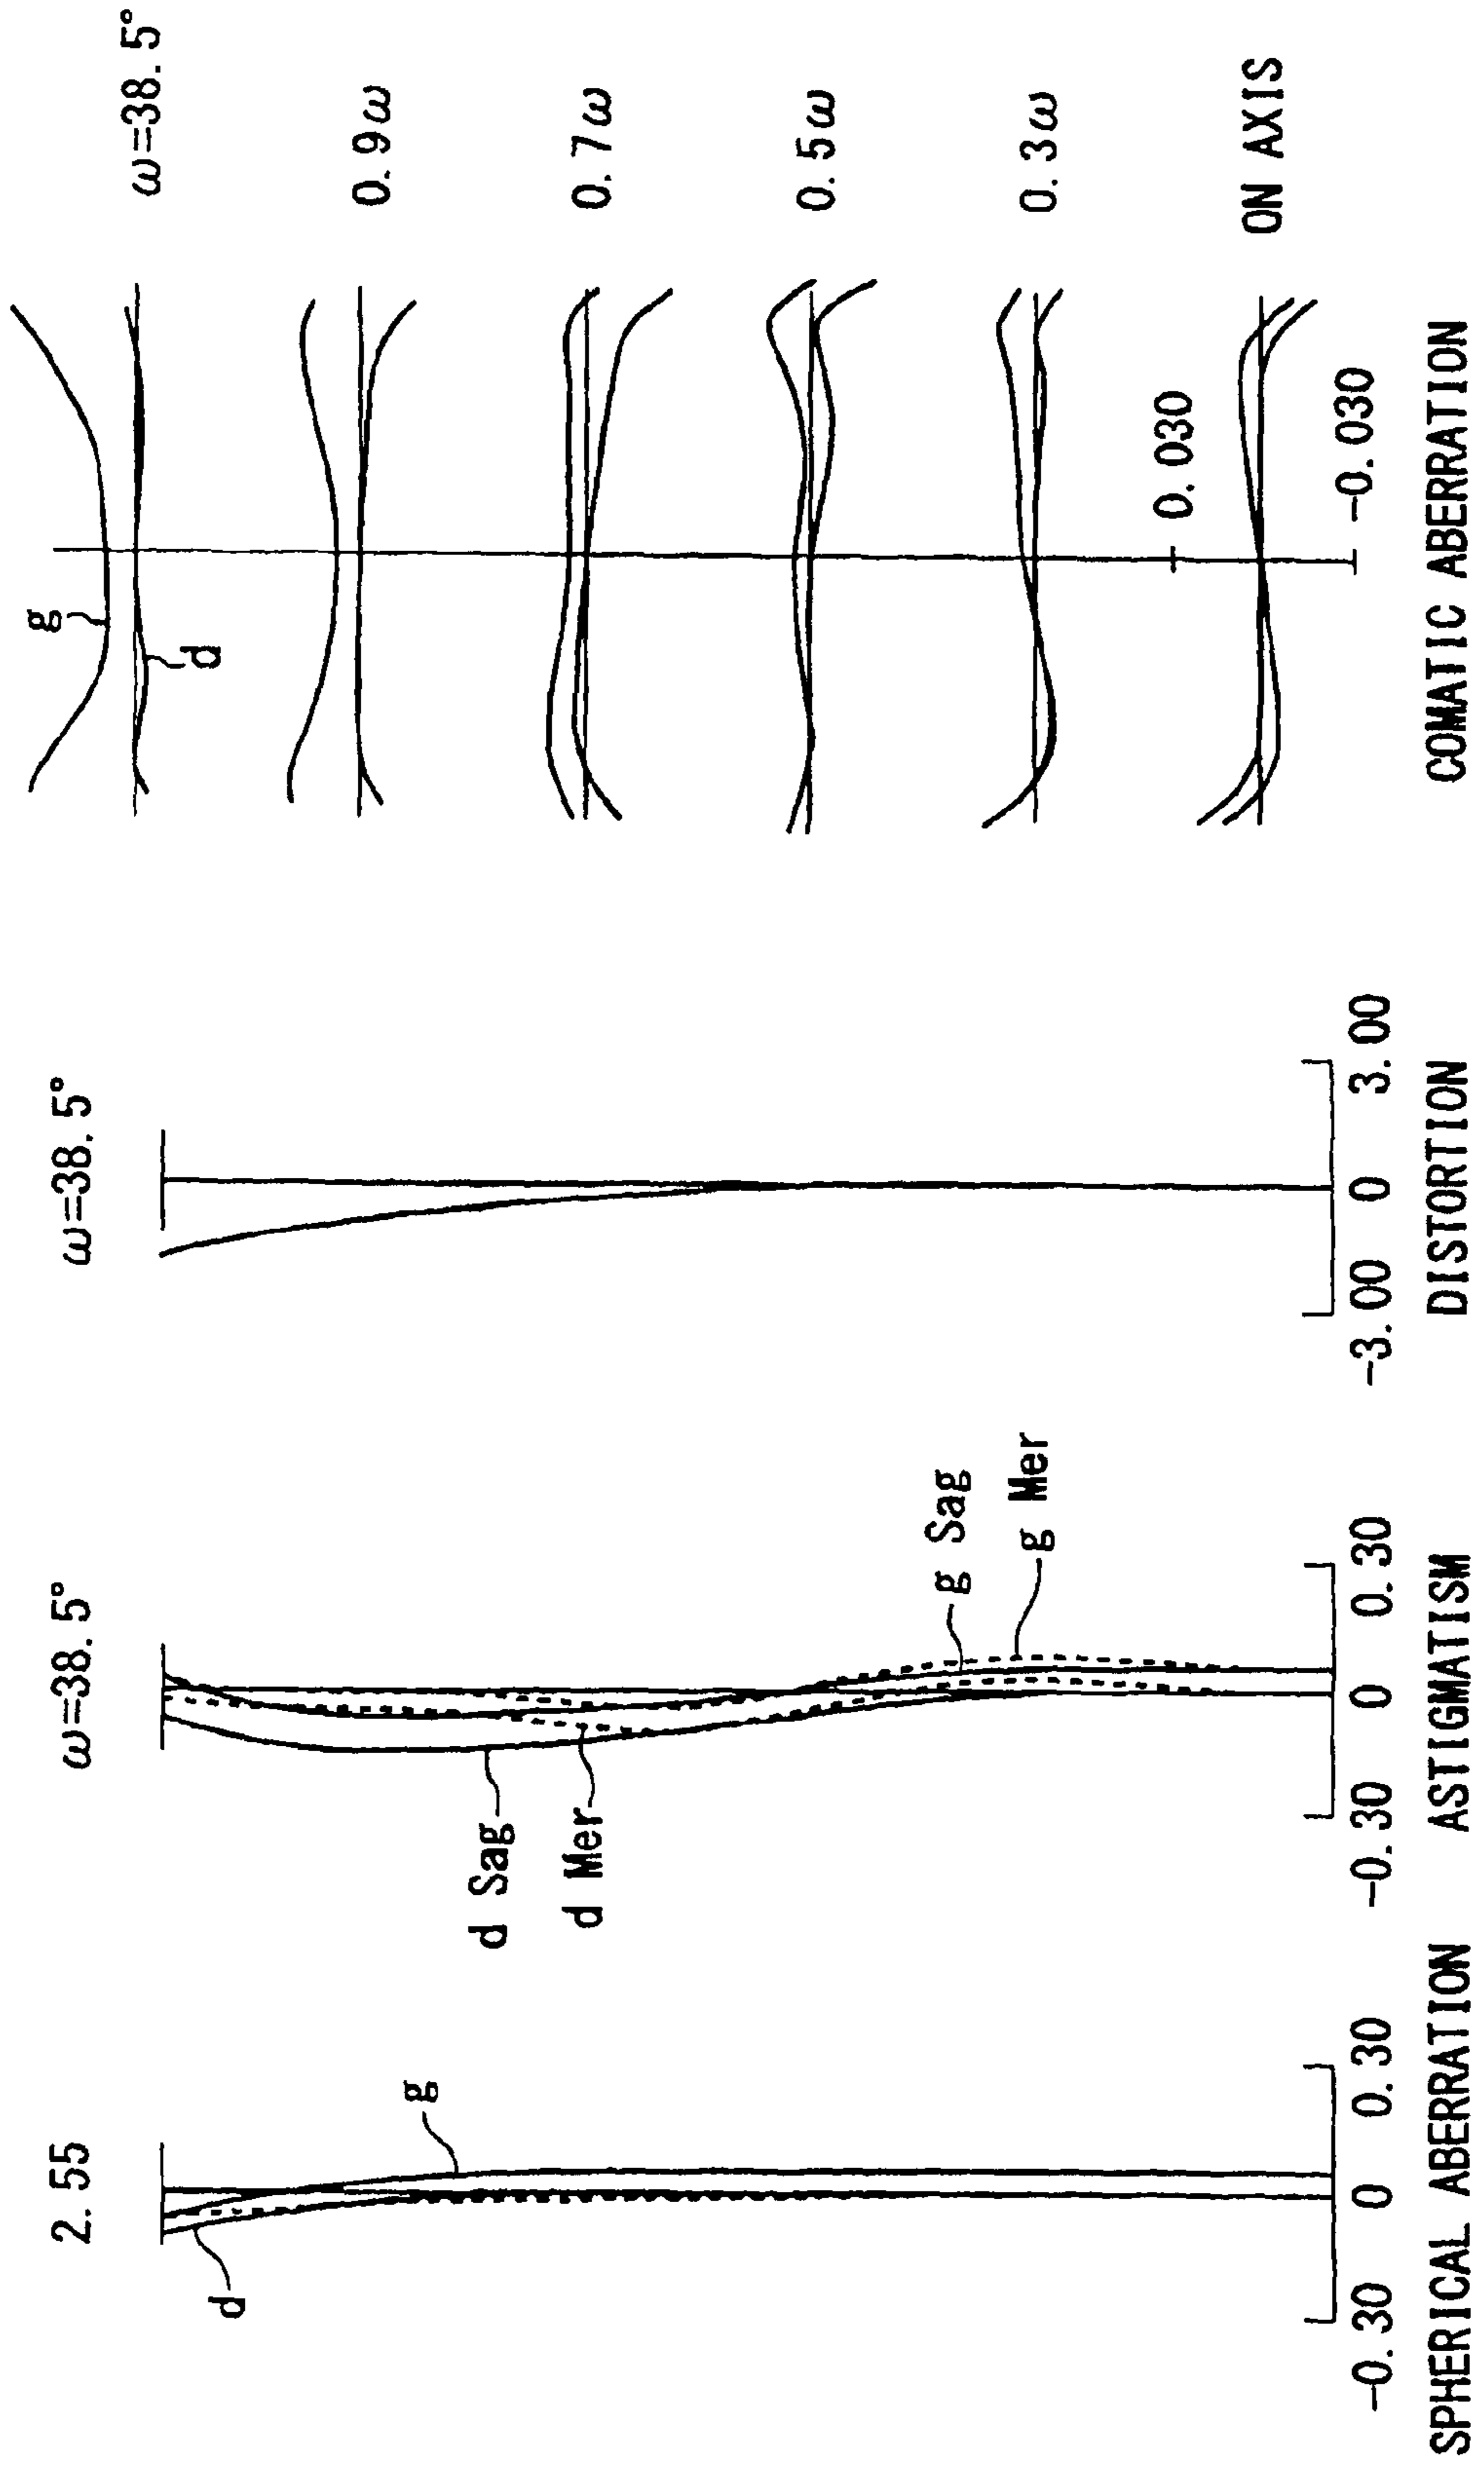 2. 55
g
d
-0. 30
0
0. 30
SPHERICAL ABERRATION
ω=38. 5°
d Sag
d Mer
g Sag
g Mer
-0. 30
0
0. 30
ASTIGMATISM
ω=38. 5°
-3. 00
0
3. 00
DISTORTION
g
d
ω=38. 5°
0. 9ω
0. 7ω
0. 5ω
0. 3ω
0. 030
ON AXIS
-0. 030
COMATIC ABERRATION